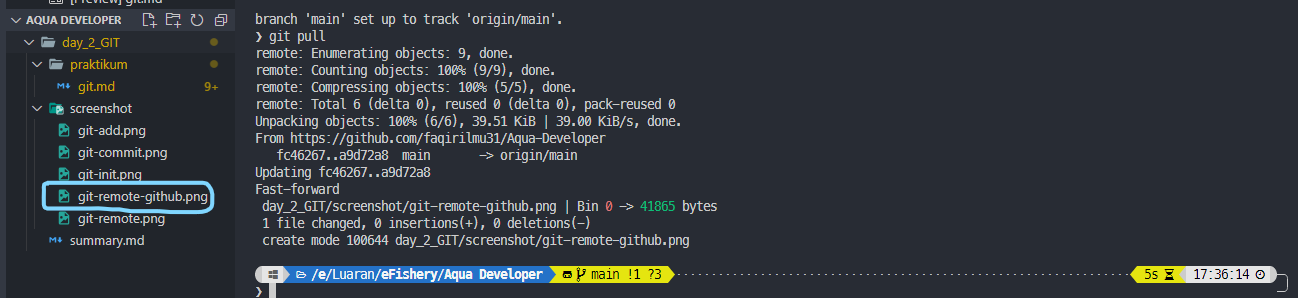 [Preview] git.md
AQUA DEVELOPER
day_2_GIT
praktikum
git.md 9+
screenshot
git-add.png
git-commit.png
git-init.png
git-remote-github.png
git-remote.png
summary.md
branch 'main' set up to track 'origin/main'.
❯ git pull
remote: Enumerating objects: 9, done.
remote: Counting objects: 100% (9/9), done.
remote: Compressing objects: 100% (5/5), done.
remote: Total 6 (delta 0), reused 0 (delta 0), pack-reused 0
Unpacking objects: 100% (6/6), 39.51 KiB | 39.00 KiB/s, done.
From https://github.com/faqirilmu31/Aqua-Developer
fc46267..a9d72a8 main -> origin/main
Updating fc46267..a9d72a8
Fast-forward
day_2_GIT/screenshot/git-remote-github.png | Bin 0 -> 41865 bytes
1 file changed, 0 insertions(+), 0 deletions(-)
create mode 100644 day_2_GIT/screenshot/git-remote-github.png
/e/Luaran/eFishery/Aqua Developer main !1 ?3 5s 17:36:14
❯